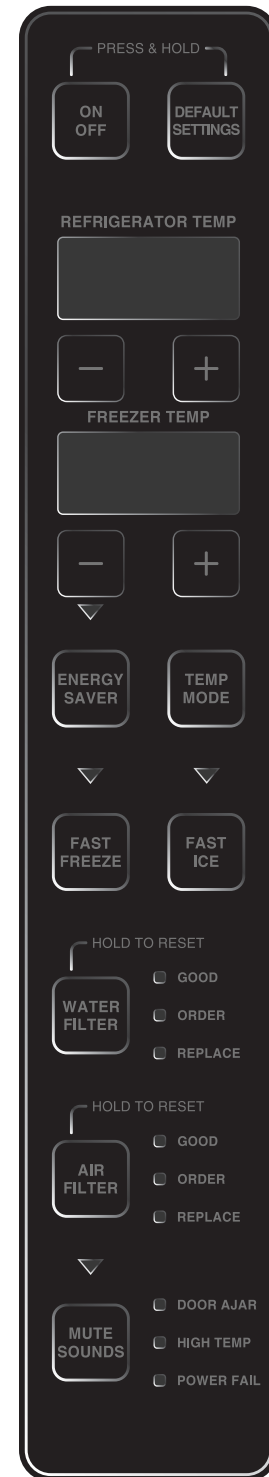 PRESS & HOLD
ON
OFF
DEFAULT
SETTINGS
REFRIGERATOR TEMP
− +
FREEZER TEMP
− +
ENERGY
SAVER
TEMP
MODE
FAST
FREEZE
FAST
ICE
HOLD TO RESET
WATER
FILTER
GOOD
ORDER
REPLACE
HOLD TO RESET
AIR
FILTER
GOOD
ORDER
REPLACE
MUTE
SOUNDS
DOOR AJAR
HIGH TEMP
POWER FAIL